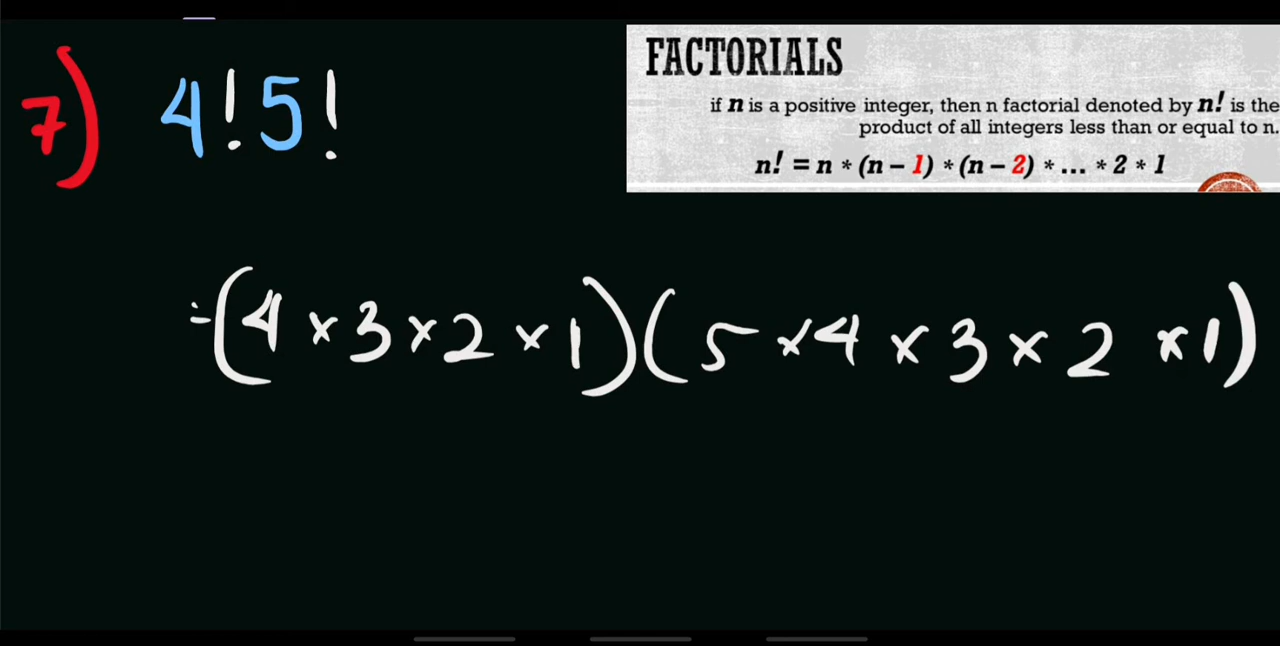 7) 4!5!
FACTORIALS
if n is a positive integer, then n factorial denoted by n! is the
product of all integers less than or equal to n.
n! = n * (n – 1) * (n – 2) * ... * 2 * 1
=(4 × 3 × 2 × 1)(5 × 4 × 3 × 2 × 1)